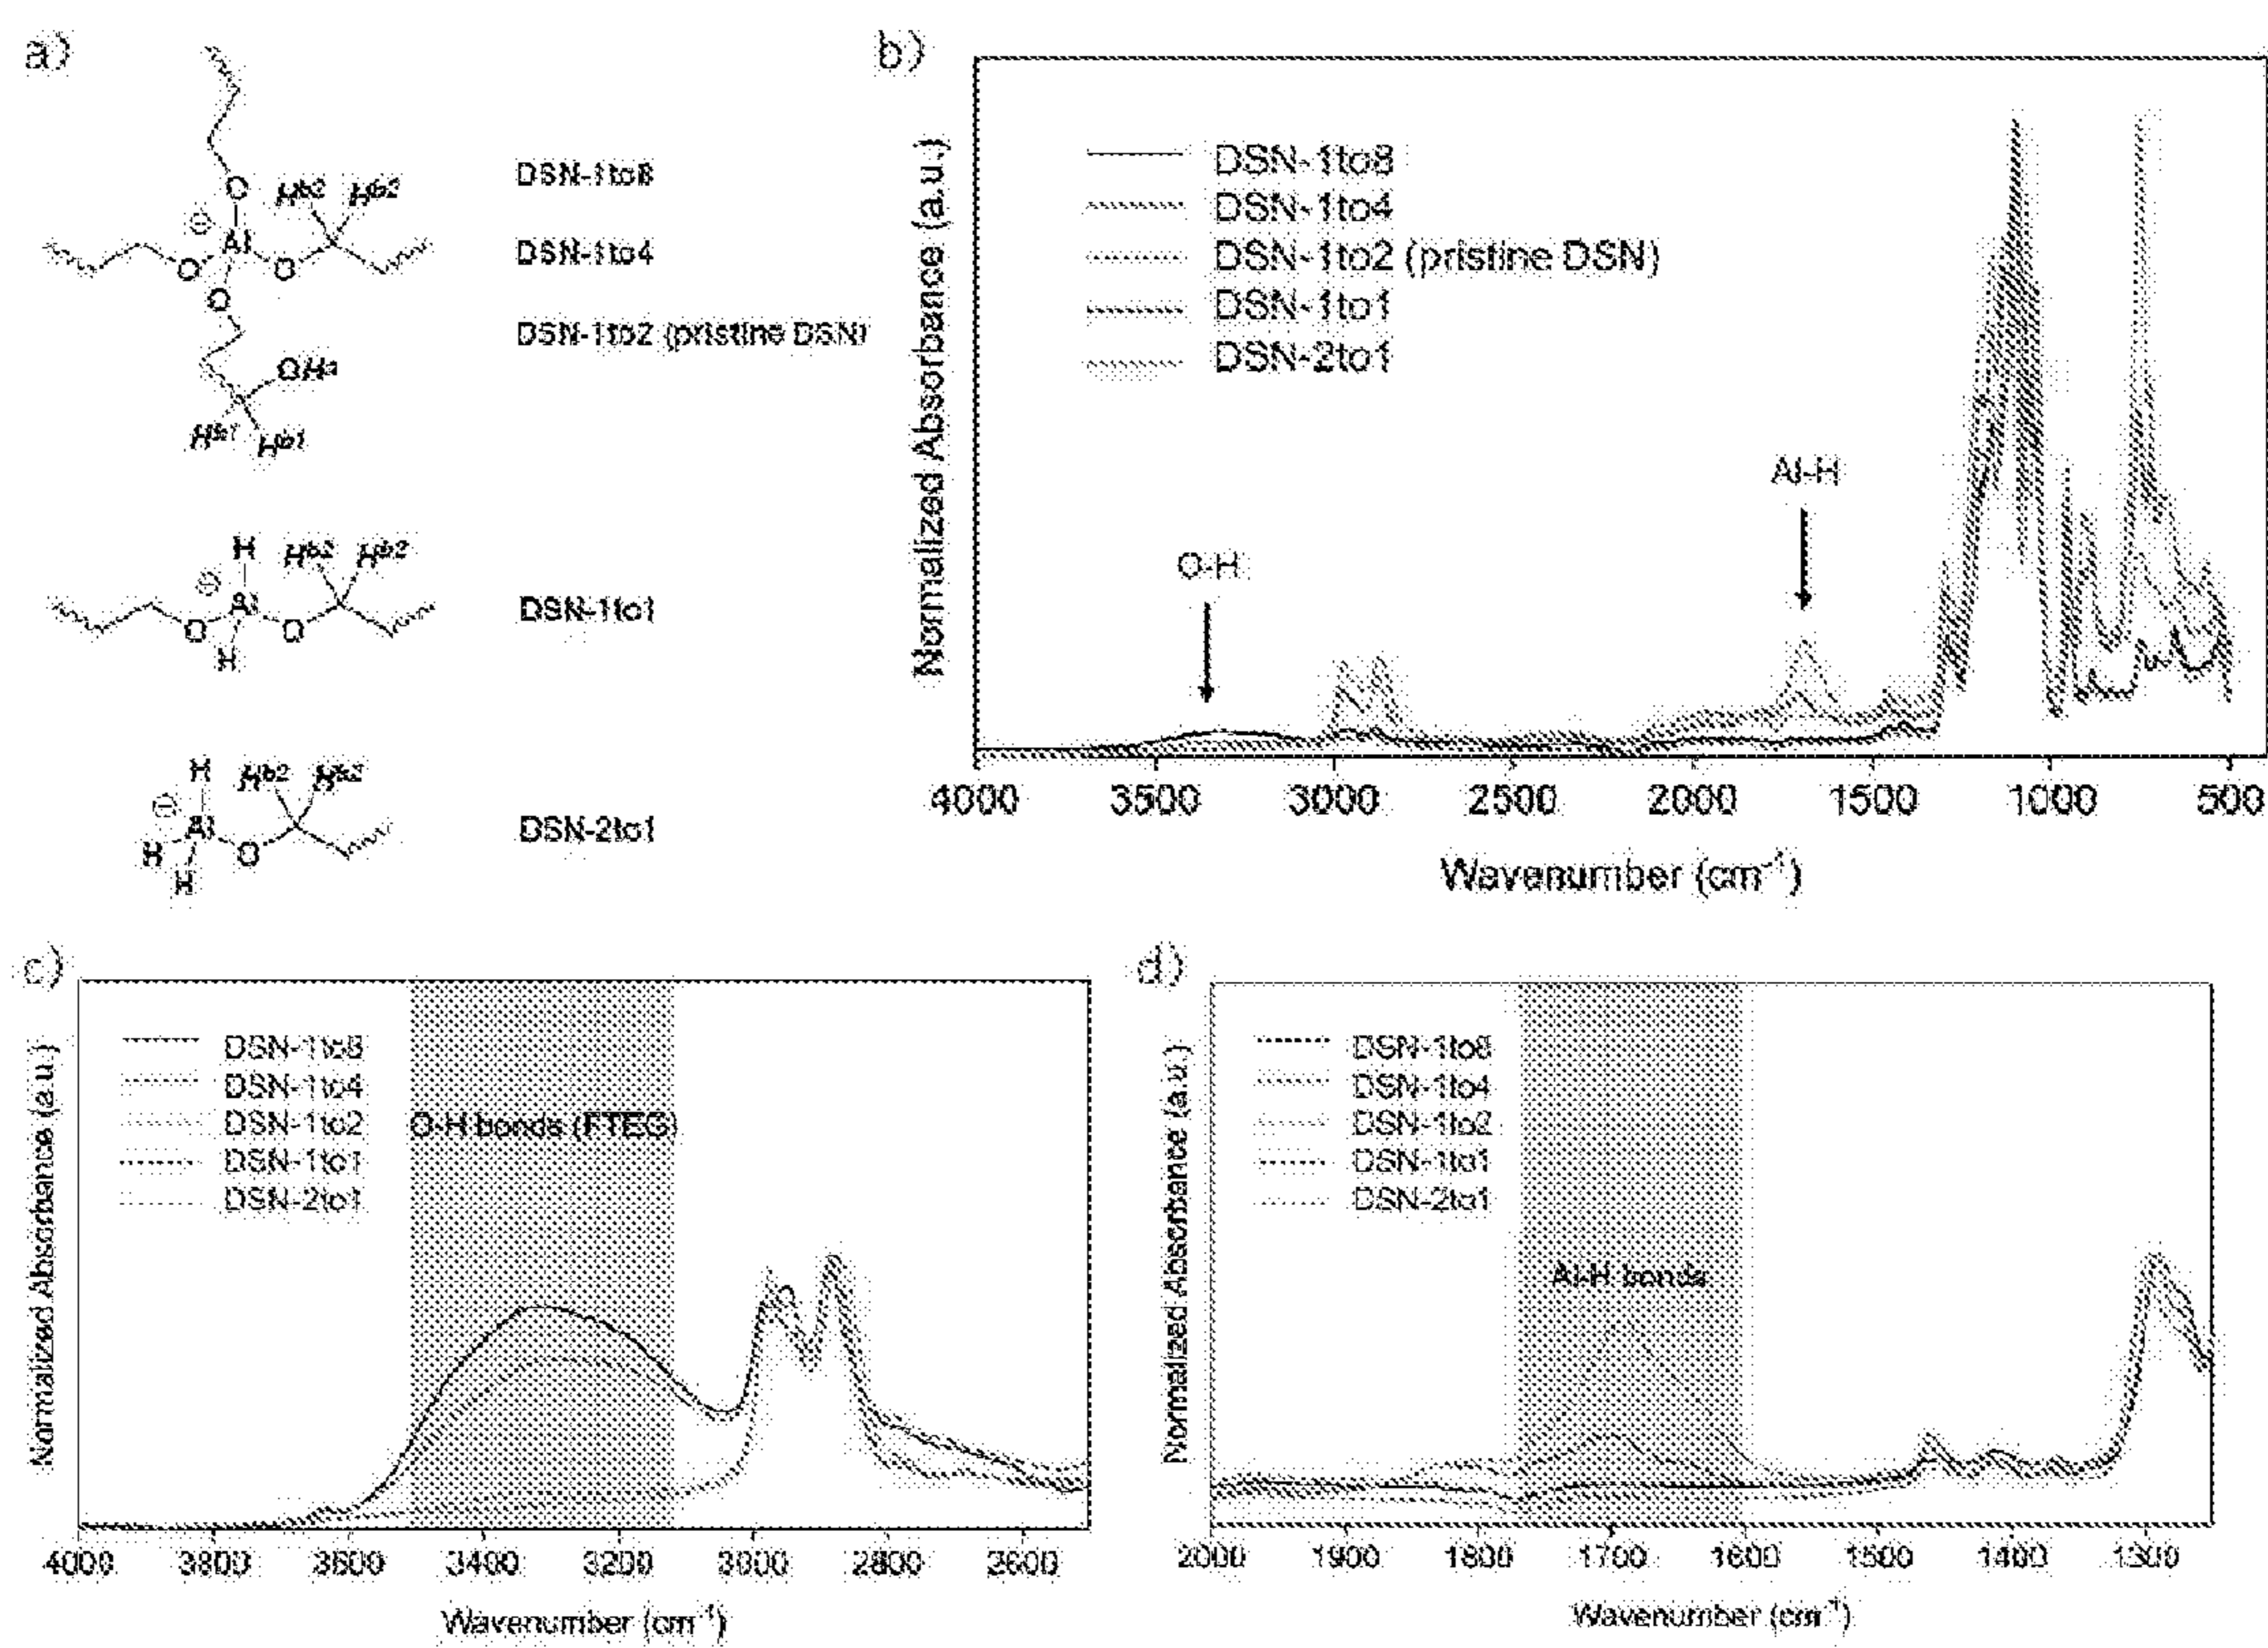 a)
O
H^b2 H^b2
⊖
Al
O O
O
OH^a
H^b1 H^b1
DSN-1to8
DSN-1to4
DSN-1to2 (pristine DSN)
H H^b2 H^b2
⊖
Al
O O
H
DSN-1to1
H H^b2 H^b2
⊖
Al
H O
H
DSN-2to1
b)
Normalized Absorbance (a.u.)
DSN-1to8
DSN-1to4
DSN-1to2 (pristine DSN)
DSN-1to1
DSN-2to1
O-H
Al-H
4000 3500 3000 2500 2000 1500 1000 500
Wavenumber (cm⁻¹)
c)
Normalized Absorbance (a.u.)
DSN-1to8
DSN-1to4
DSN-1to2
DSN-1to1
DSN-2to1
O-H bonds (FTEG)
4000 3800 3600 3400 3200 3000 2800 2600
Wavenumber (cm⁻¹)
d)
Normalized Absorbance (a.u.)
DSN-1to8
DSN-1to4
DSN-1to2
DSN-1to1
DSN-2to1
Al-H bonds
2000 1900 1800 1700 1600 1500 1400 1300
Wavenumber (cm⁻¹)